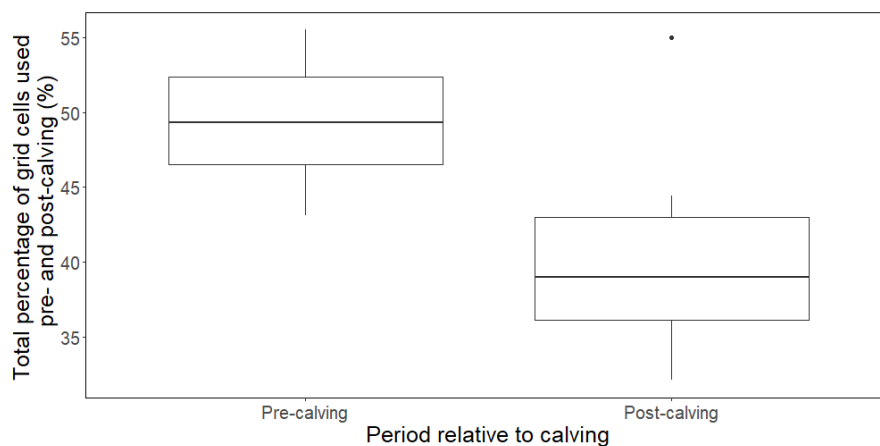 Total percentage of grid cells used
pre- and post-calving (%)
55
50
45
40
35
Pre-calving
Post-calving
Period relative to calving